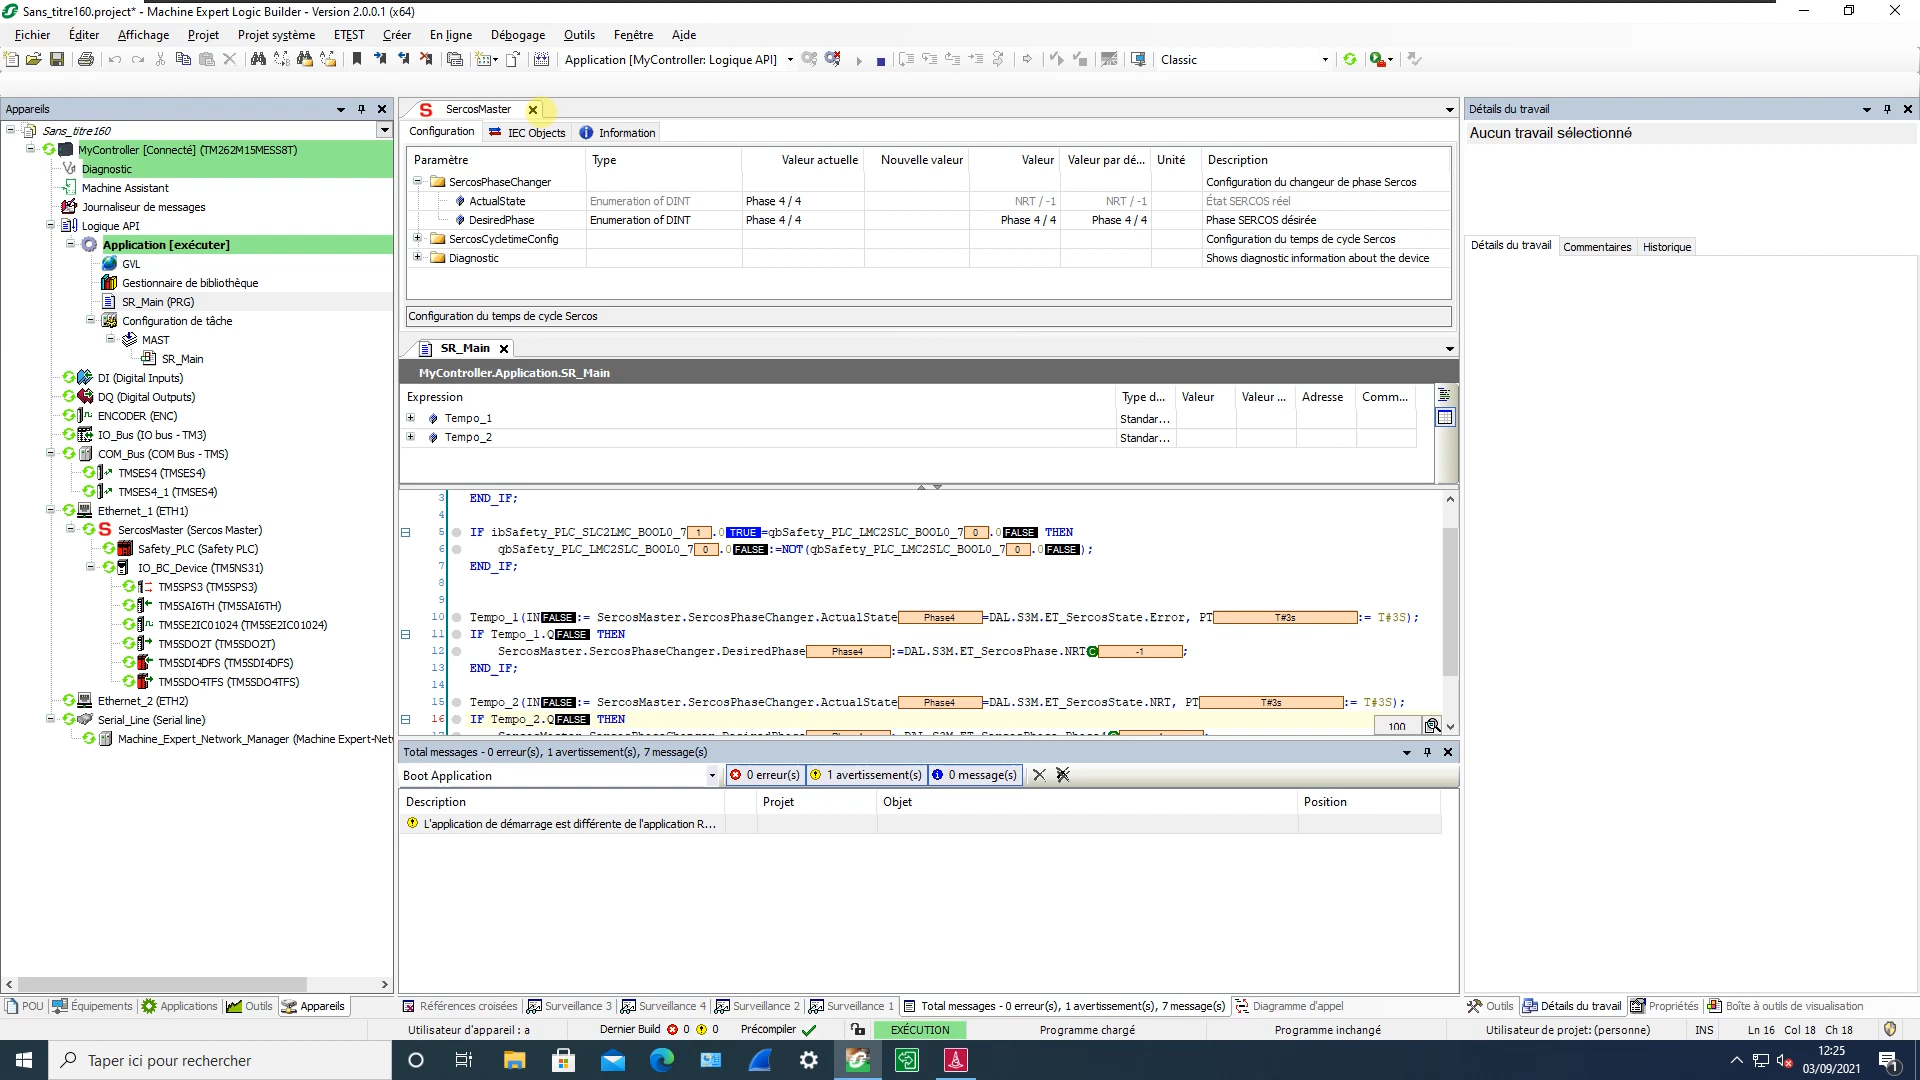 Sans_titre160.project* - Machine Expert Logic Builder - Version 2.0.0.1 (x64)
Fichier Éditer Affichage Projet Projet système ETEST Créer En ligne Débogage Outils Fenêtre Aide
Application [MyController: Logique API] Classic
Appareils
Sans_titre160
MyController [Connecté] (TM262M15MESS8T)
Diagnostic
Machine Assistant
Journaliseur de messages
Logique API
Application [exécuter]
GVL
Gestionnaire de bibliothèque
SR_Main (PRG)
Configuration de tâche
MAST
SR_Main
DI (Digital Inputs)
DQ (Digital Outputs)
ENCODER (ENC)
IO_Bus (IO bus - TM3)
COM_Bus (COM Bus - TMS)
TMSES4 (TMSES4)
TMSES4_1 (TMSES4)
Ethernet_1 (ETH1)
SercosMaster (Sercos Master)
Safety_PLC (Safety PLC)
IO_BC_Device (TM5NS31)
TM5SPS3 (TM5SPS3)
TM5SAI6TH (TM5SAI6TH)
TM5SE2IC01024 (TM5SE2IC01024)
TM5SDO2T (TM5SDO2T)
TM5SDI4DFS (TM5SDI4DFS)
TM5SDO4TFS (TM5SDO4TFS)
Ethernet_2 (ETH2)
Serial_Line (Serial line)
Machine_Expert_Network_Manager (Machine Expert-Net
POU Équipements Applications Outils Appareils
SercosMaster
Configuration IEC Objects Information
Paramètre Type Valeur actuelle Nouvelle valeur Valeur Valeur par dé... Unité Description
SercosPhaseChanger Configuration du changeur de phase Sercos
ActualState Enumeration of DINT Phase 4 / 4 NRT / -1 NRT / -1 État SERCOS réel
DesiredPhase Enumeration of DINT Phase 4 / 4 Phase 4 / 4 Phase 4 / 4 Phase SERCOS désirée
SercosCycletimeConfig Configuration du temps de cycle Sercos
Diagnostic Shows diagnostic information about the device
Configuration du temps de cycle Sercos
SR_Main
MyController.Application.SR_Main
Expression Type d... Valeur Valeur ... Adresse Comm...
Tempo_1 Standar...
Tempo_2 Standar...
3 END_IF;
4
5 IF ibSafety_PLC_SLC2LMC_BOOL0_7 1 .0 TRUE =qbSafety_PLC_LMC2SLC_BOOL0_7 0 .0 FALSE THEN
6 qbSafety_PLC_LMC2SLC_BOOL0_7 0 .0 FALSE :=NOT(qbSafety_PLC_LMC2SLC_BOOL0_7 0 .0 FALSE );
7 END_IF;
8
9
10 Tempo_1(IN FALSE := SercosMaster.SercosPhaseChanger.ActualState Phase4 =DAL.S3M.ET_SercosState.Error, PT T#3s := T#3S);
11 IF Tempo_1.Q FALSE THEN
12 SercosMaster.SercosPhaseChanger.DesiredPhase Phase4 :=DAL.S3M.ET_SercosPhase.NRT C -1 ;
13 END_IF;
14
15 Tempo_2(IN FALSE := SercosMaster.SercosPhaseChanger.ActualState Phase4 =DAL.S3M.ET_SercosState.NRT, PT T#3s := T#3S);
16 IF Tempo_2.Q FALSE THEN
100
Total messages - 0 erreur(s), 1 avertissement(s), 7 message(s)
Boot Application 0 erreur(s) 1 avertissement(s) 0 message(s)
Description Projet Objet Position
L'application de démarrage est différente de l'application R...
Références croisées Surveillance 3 Surveillance 4 Surveillance 2 Surveillance 1 Total messages - 0 erreur(s), 1 avertissement(s), 7 message(s) Diagramme d'appel
Détails du travail
Aucun travail sélectionné
Détails du travail Commentaires Historique
Outils Détails du travail Propriétés Boîte à outils de visualisation
Utilisateur d'appareil : a Dernier Build 0 0 Précompiler EXÉCUTION Programme chargé Programme inchangé Utilisateur de projet: (personne) INS Ln 16 Col 18 Ch 18
Taper ici pour rechercher
12:25
03/09/2021
1